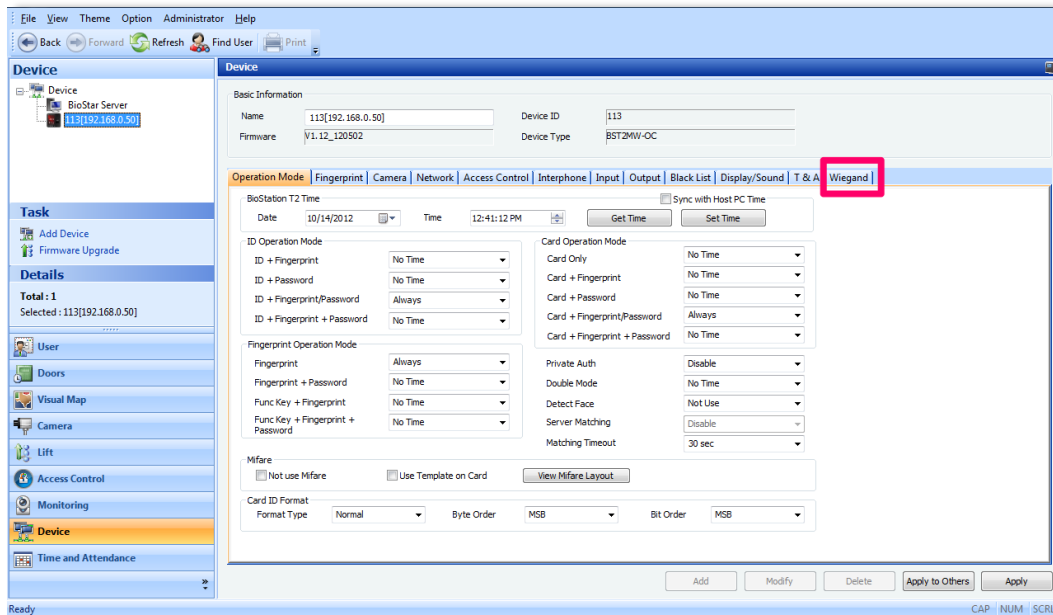 File View Theme Option Administrator Help
Back Forward Refresh Find User Print
Device
Device
BioStar Server
113[192.168.0.50]
Task
Add Device
Firmware Upgrade
Details
Total : 1
Selected : 113[192.168.0.50]
User
Doors
Visual Map
Camera
Lift
Access Control
Monitoring
Device
Time and Attendance
Device
Basic Information
Name 113[192.168.0.50] Device ID 113
Firmware V1.12_120502 Device Type BST2MW-OC
Operation Mode Fingerprint Camera Network Access Control Interphone Input Output Black List Display/Sound T & A Wiegand
BioStation T2 Time Sync with Host PC Time
Date 10/14/2012 Time 12:41:12 PM Get Time Set Time
ID Operation Mode
ID + Fingerprint No Time
ID + Password No Time
ID + Fingerprint/Password Always
ID + Fingerprint + Password No Time
Card Operation Mode
Card Only No Time
Card + Fingerprint No Time
Card + Password No Time
Card + Fingerprint/Password Always
Card + Fingerprint + Password No Time
Fingerprint Operation Mode
Fingerprint Always
Fingerprint + Password No Time
Func Key + Fingerprint No Time
Func Key + Fingerprint + No Time
Password
Private Auth Disable
Double Mode No Time
Detect Face Not Use
Server Matching Disable
Matching Timeout 30 sec
Mifare
Not use Mifare Use Template on Card View Mifare Layout
Card ID Format
Format Type Normal Byte Order MSB Bit Order MSB
Add Modify Delete Apply to Others Apply
Ready CAP NUM SCRL